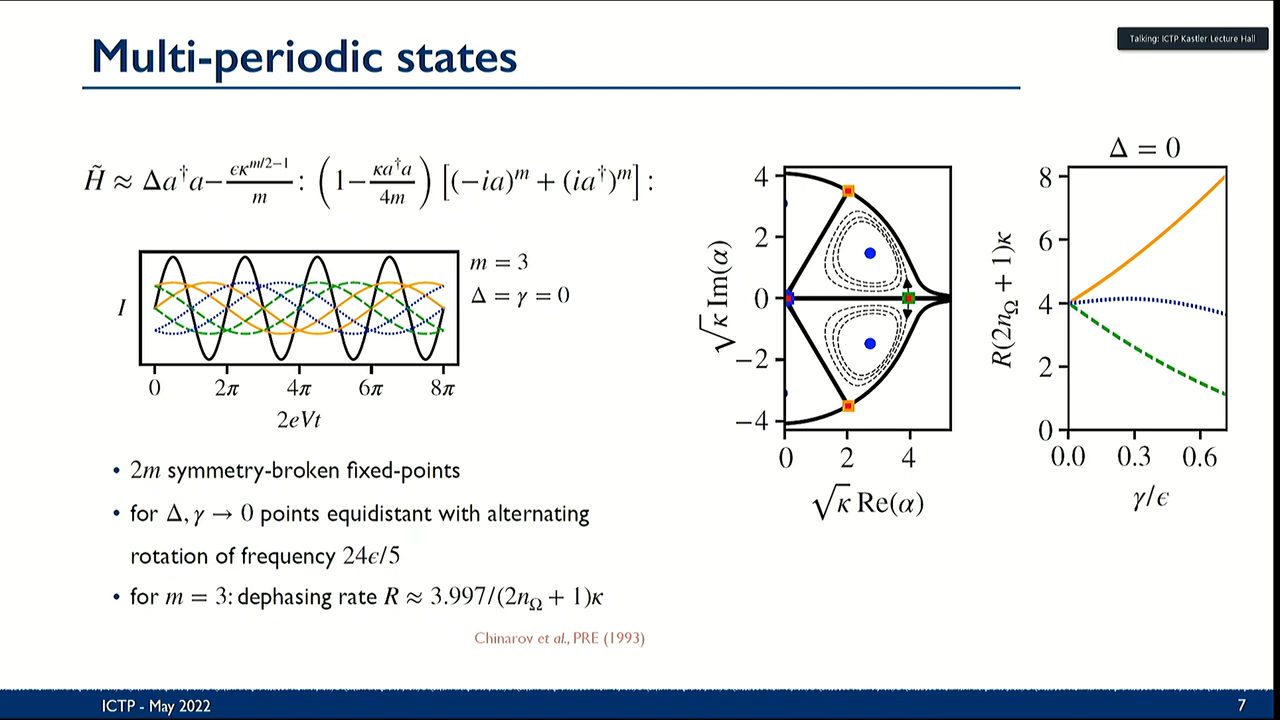 Multi-periodic states
Talking: ICTP Kastler Lecture Hall
H̃ ≈ Δa†a− ϵκ^{m/2−1}/m : (1− κa†a/4m) [(−ia)^m + (ia†)^m] :
I
0 2π 4π 6π 8π
2eVt
m = 3
Δ = γ = 0
• 2m symmetry-broken fixed-points
• for Δ, γ → 0 points equidistant with alternating
rotation of frequency 24ϵ/5
• for m = 3: dephasing rate R ≈ 3.997/(2n_Ω + 1)κ
Chinarov et al., PRE (1993)
√κ Im(α)
4
2
0
−2
−4
0 2 4
√κ Re(α)
Δ = 0
R(2n_Ω + 1)κ
8
6
4
2
0
0.0 0.3 0.6
γ/ϵ
ICTP - May 2022
7